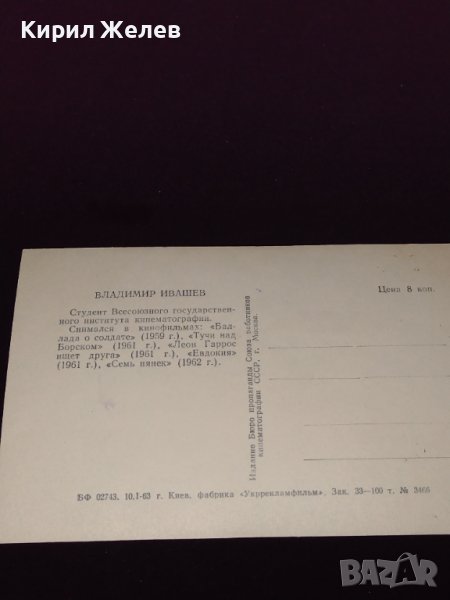 Кирил Желев
ВЛАДИМИР ИВАШЕВ
Студент Всесоюзного государствен-
ного института кинематографии.
Снимался в кинофильмах: «Бал-
лада о солдате» (1959 г.), «Тучи над
Борском» (1961 г.), «Леон Гаррос
ищет друга» (1961 г.), «Евдокия»
(1961 г.), «Семь нянек» (1962 г.).
Издание Бюро пропаганды Союза работников
кинематографии СССР, г. Москва.
Цена 8 коп.
БФ 02743. 10.I-63 г. Киев, фабрика «Укррекламфильм», Зак. 33—100 т. № 3466
BAZAR